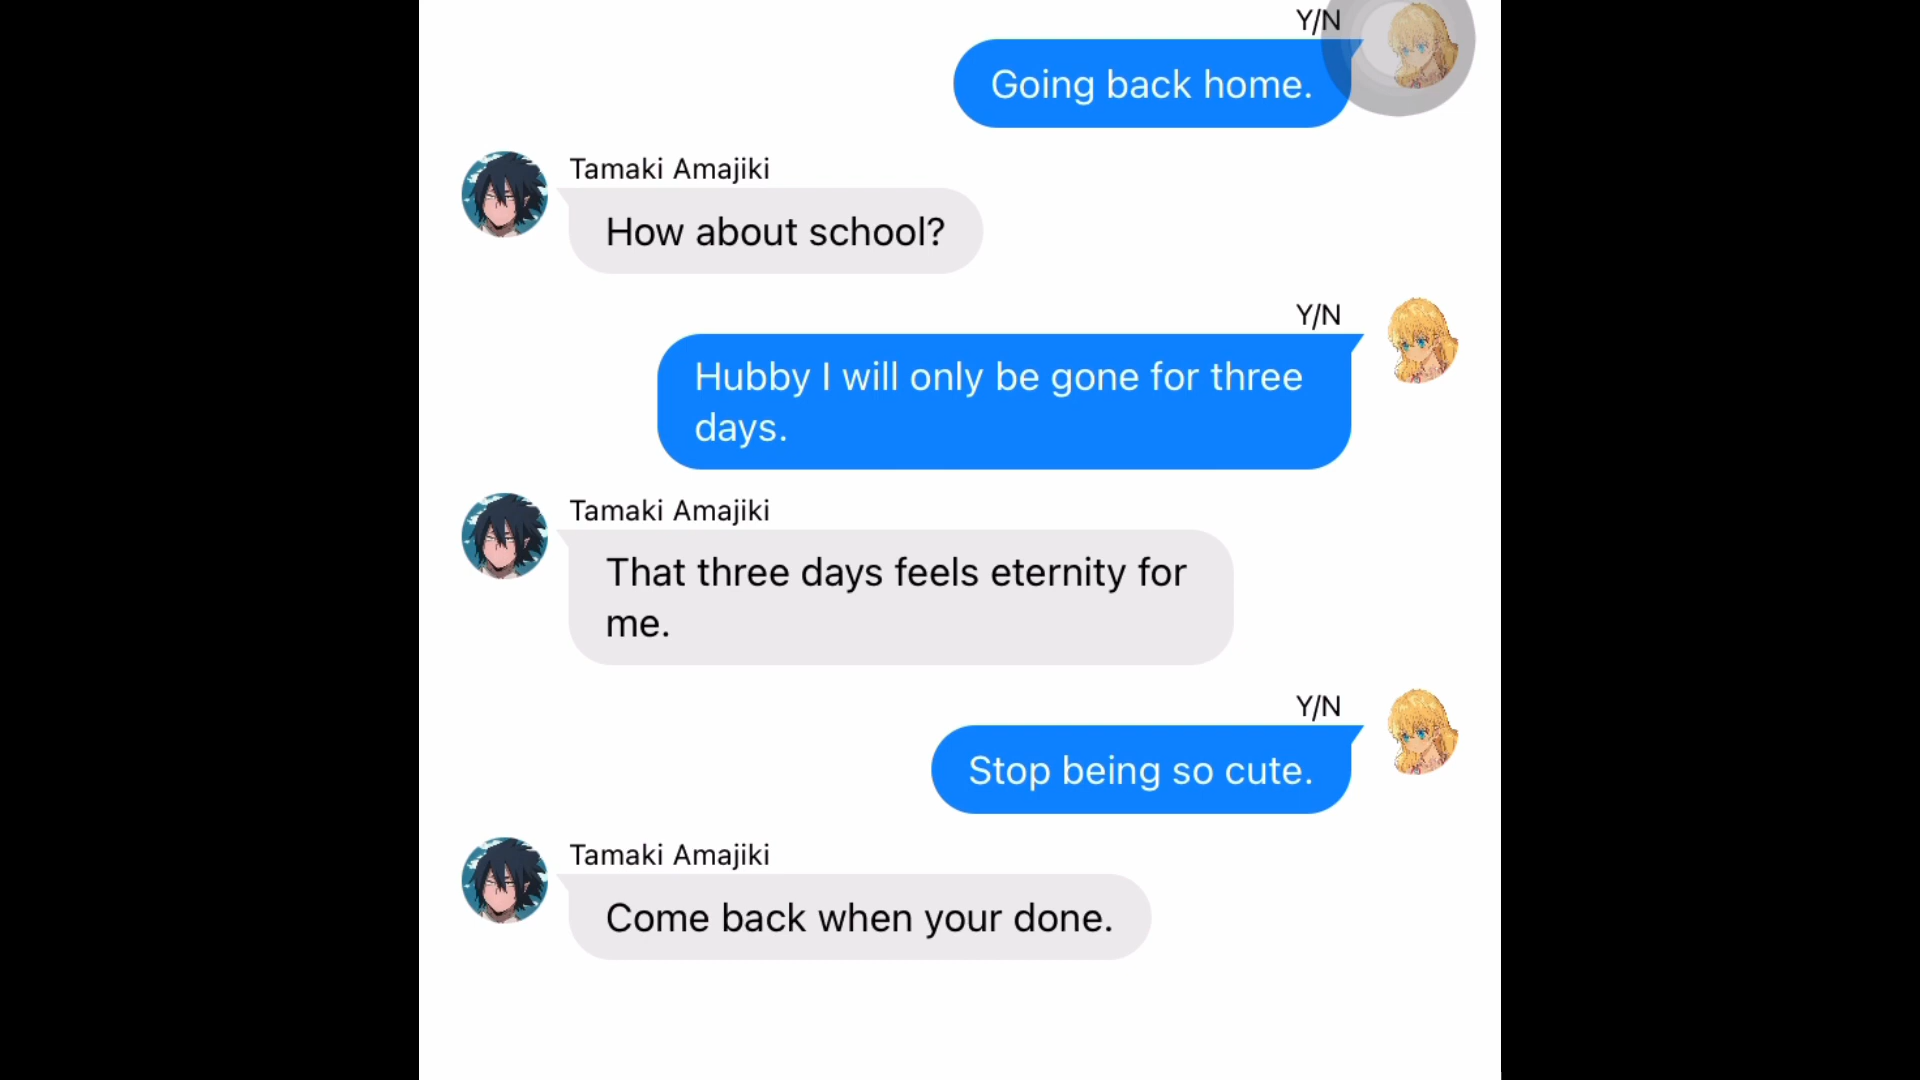 Y/N
Going back home.
Tamaki Amajiki
How about school?
Y/N
Hubby I will only be gone for three
days.
Tamaki Amajiki
That three days feels eternity for
me.
Y/N
Stop being so cute.
Tamaki Amajiki
Come back when your done.